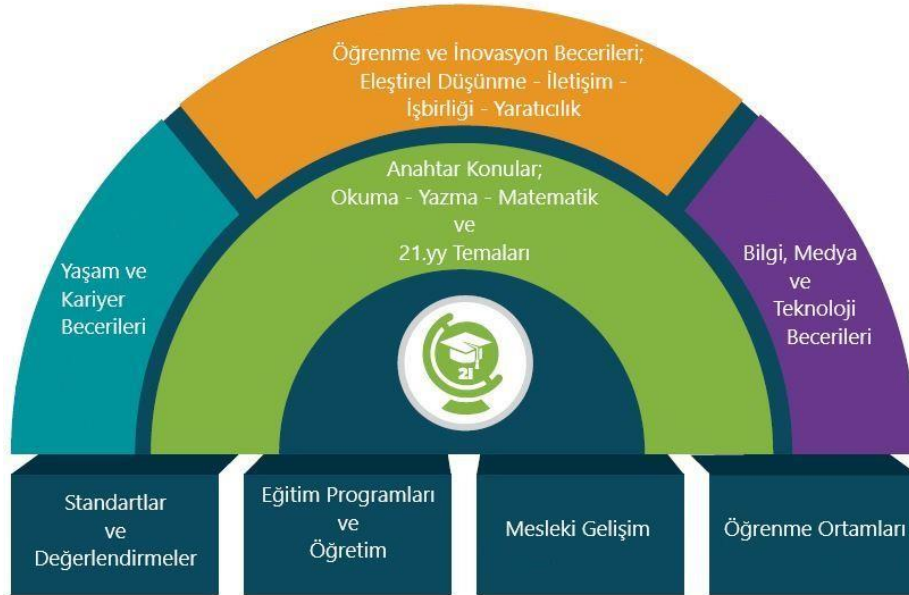 Öğrenme ve İnovasyon Becerileri;
Eleştirel Düşünme - İletişim -
İşbirliği - Yaratıcılık
Anahtar Konular;
Okuma - Yazma - Matematik
ve
21.yy Temaları
Yaşam ve
Kariyer
Becerileri
Bilgi, Medya
ve
Teknoloji
Becerileri
21
Standartlar
ve
Değerlendirmeler
Eğitim Programları
ve
Öğretim
Mesleki Gelişim
Öğrenme Ortamları